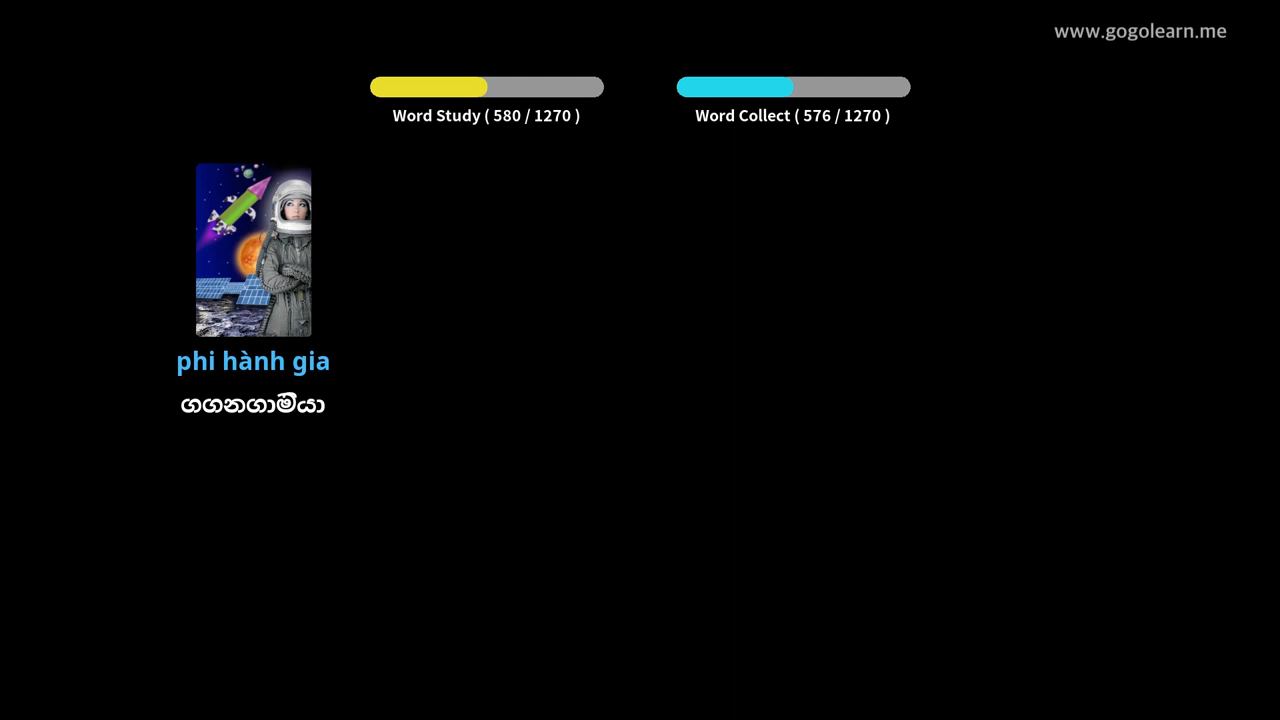 www.gogolearn.me
Word Study ( 580 / 1270 )
Word Collect ( 576 / 1270 )
phi hành gia
ගගනගාමියා